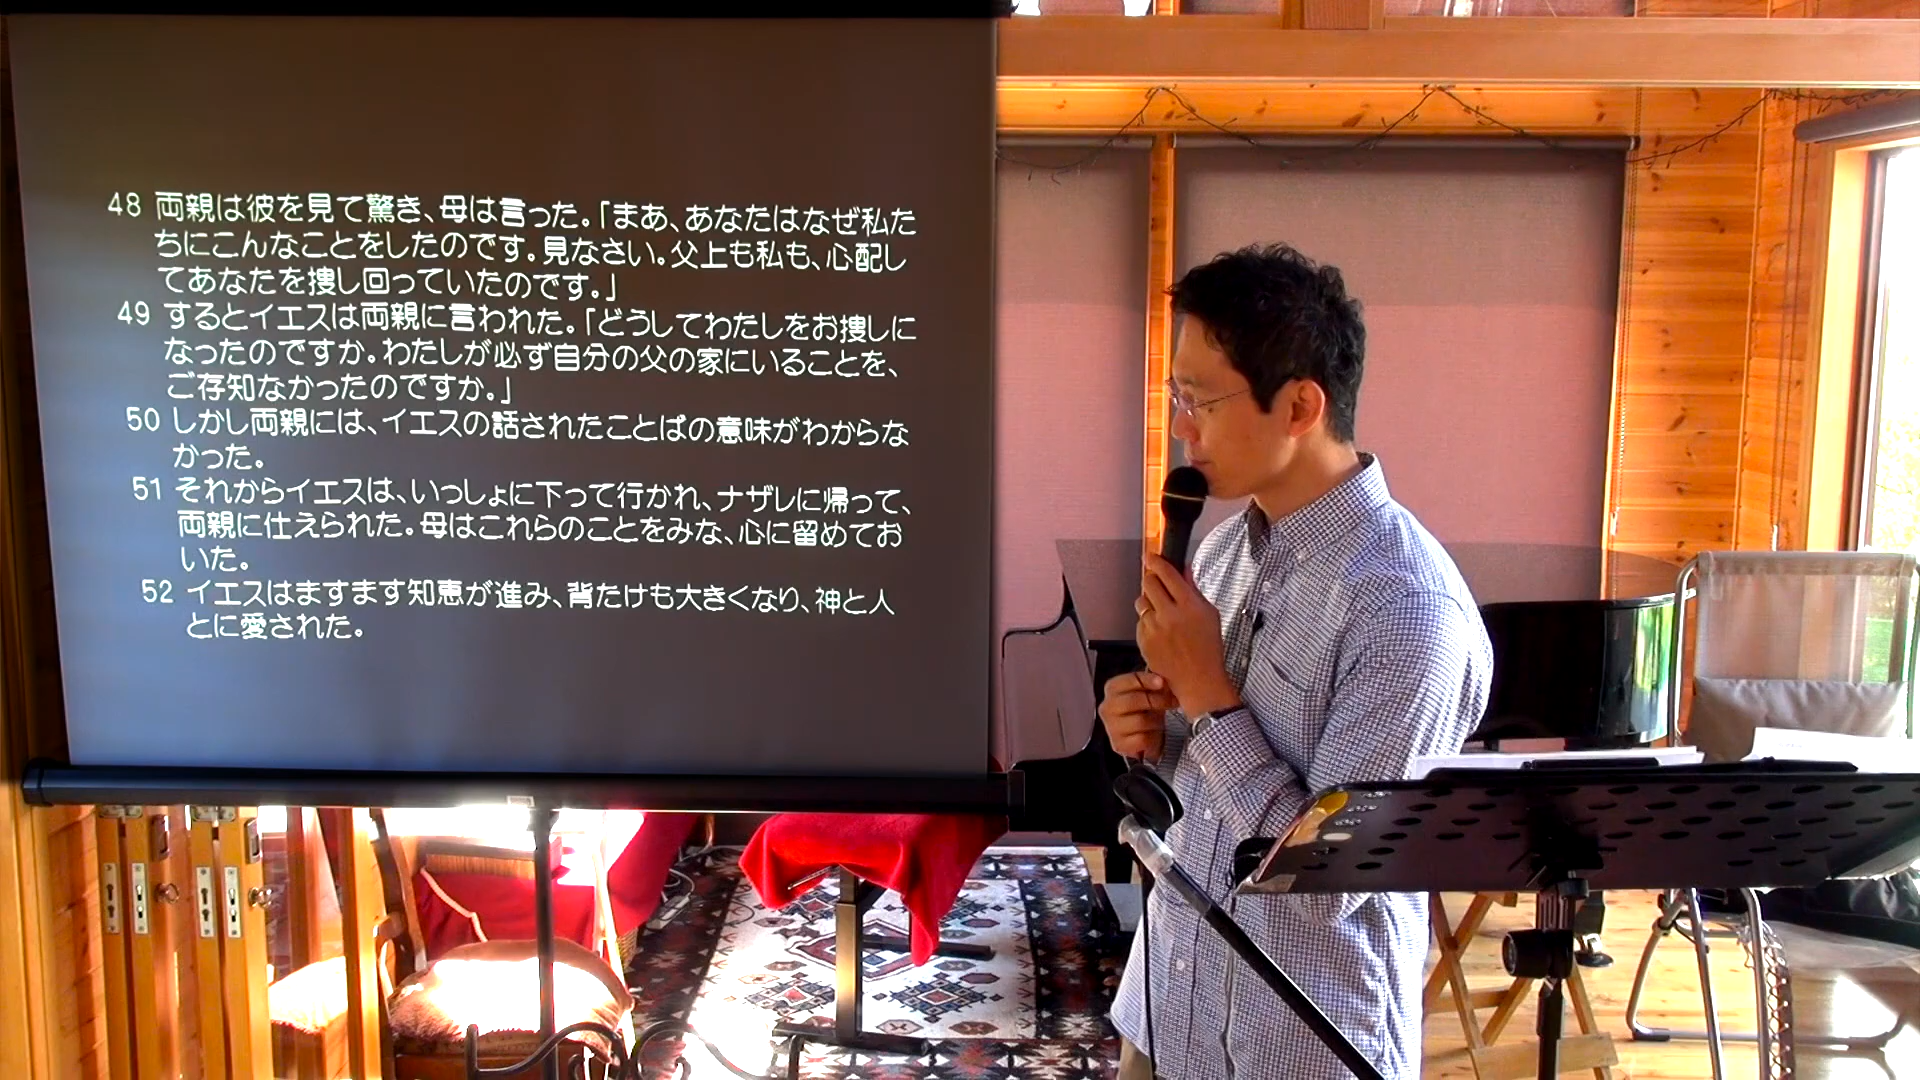 48 両親は彼を見て驚き、母は言った。「まあ、あなたはなぜ私た
ちにこんなことをしたのです。見なさい。父上も私も、心配し
てあなたを捜し回っていたのです。」
49 するとイエスは両親に言われた。「どうしてわたしをお捜しに
なったのですか。わたしが必ず自分の父の家にいることを、
ご存知なかったのですか。」
50 しかし両親には、イエスの話されたことばの意味がわからな
かった。
51 それからイエスは、いっしょに下って行かれ、ナザレに帰って、
両親に仕えられた。母はこれらのことをみな、心に留めてお
いた。
52 イエスはますます知恵が進み、背たけも大きくなり、神と人
とに愛された。